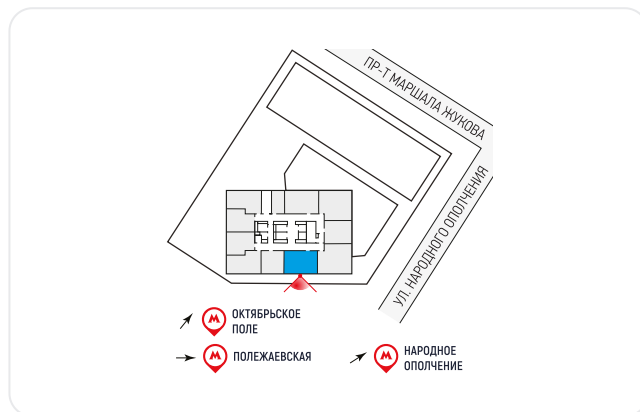 ПР-Т МАРШАЛА ЖУКОВА
УЛ. НАРОДНОГО ОПОЛЧЕНИЯ
ОКТЯБРЬСКОЕ
ПОЛЕ
ПОЛЕЖАЕВСКАЯ
НАРОДНОЕ
ОПОЛЧЕНИЕ